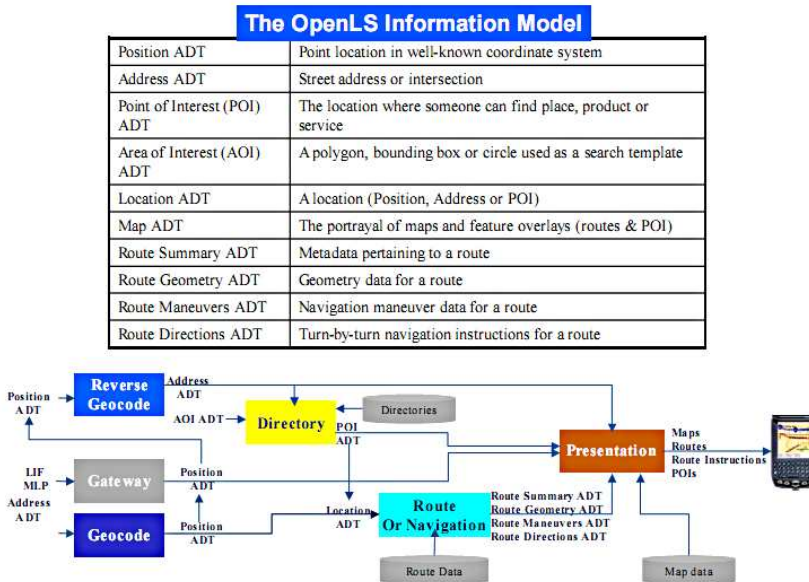 The OpenLS Information Model
Position ADT Point location in well-known coordinate system
Address ADT Street address or intersection
Point of Interest (POI) ADT The location where someone can find place, product or service
Area of Interest (AOI) ADT A polygon, bounding box or circle used as a search template
Location ADT A location (Position, Address or POI)
Map ADT The portrayal of maps and feature overlays (routes & POI)
Route Summary ADT Metadata pertaining to a route
Route Geometry ADT Geometry data for a route
Route Maneuvers ADT Navigation maneuver data for a route
Route Directions ADT Turn-by-turn navigation instructions for a route
Position ADT
Reverse Geocode
Address ADT
AOI ADT
Directory
Directories
POI ADT
Presentation
Maps
Routes
Route Instructions
POIs
LIF
MLP
Gateway
Position ADT
Address ADT
Geocode
Position ADT
Location ADT
Route Or Navigation
Route Summary ADT
Route Geometry ADT
Route Maneuvers ADT
Route Directions ADT
Route Data
Map data